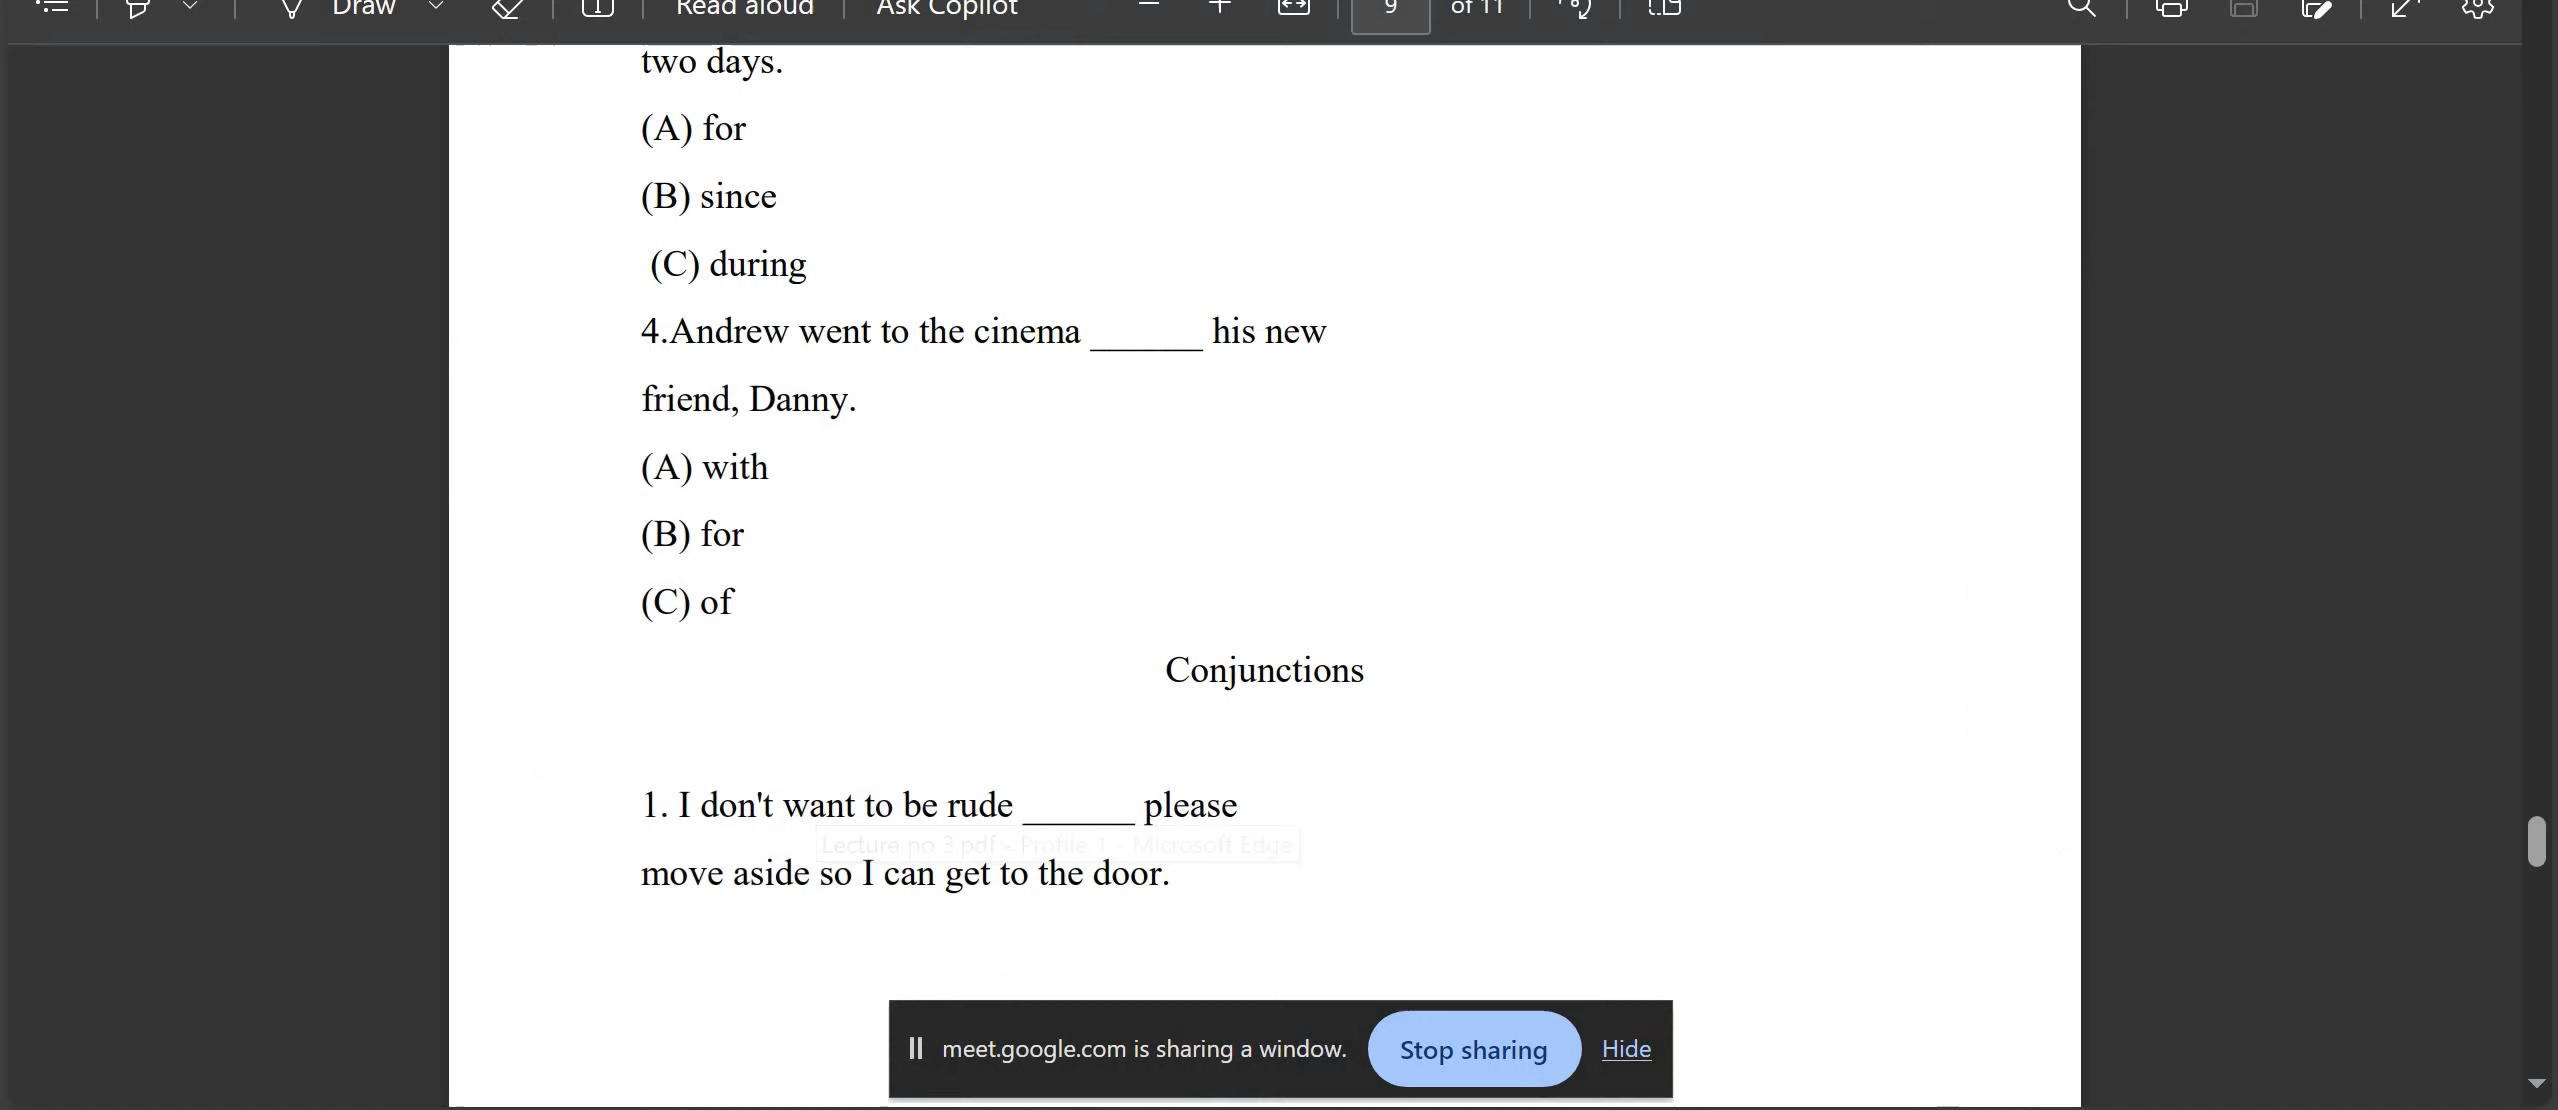 Draw
Read aloud
Ask Copilot
9
of 11
two days.
(A) for
(B) since
(C) during
4.Andrew went to the cinema ______ his new
friend, Danny.
(A) with
(B) for
(C) of
Conjunctions
1. I don't want to be rude ______ please
Lecture no 3.pdf - Profile 1 - Microsoft Edge
move aside so I can get to the door.
meet.google.com is sharing a window.
Stop sharing
Hide